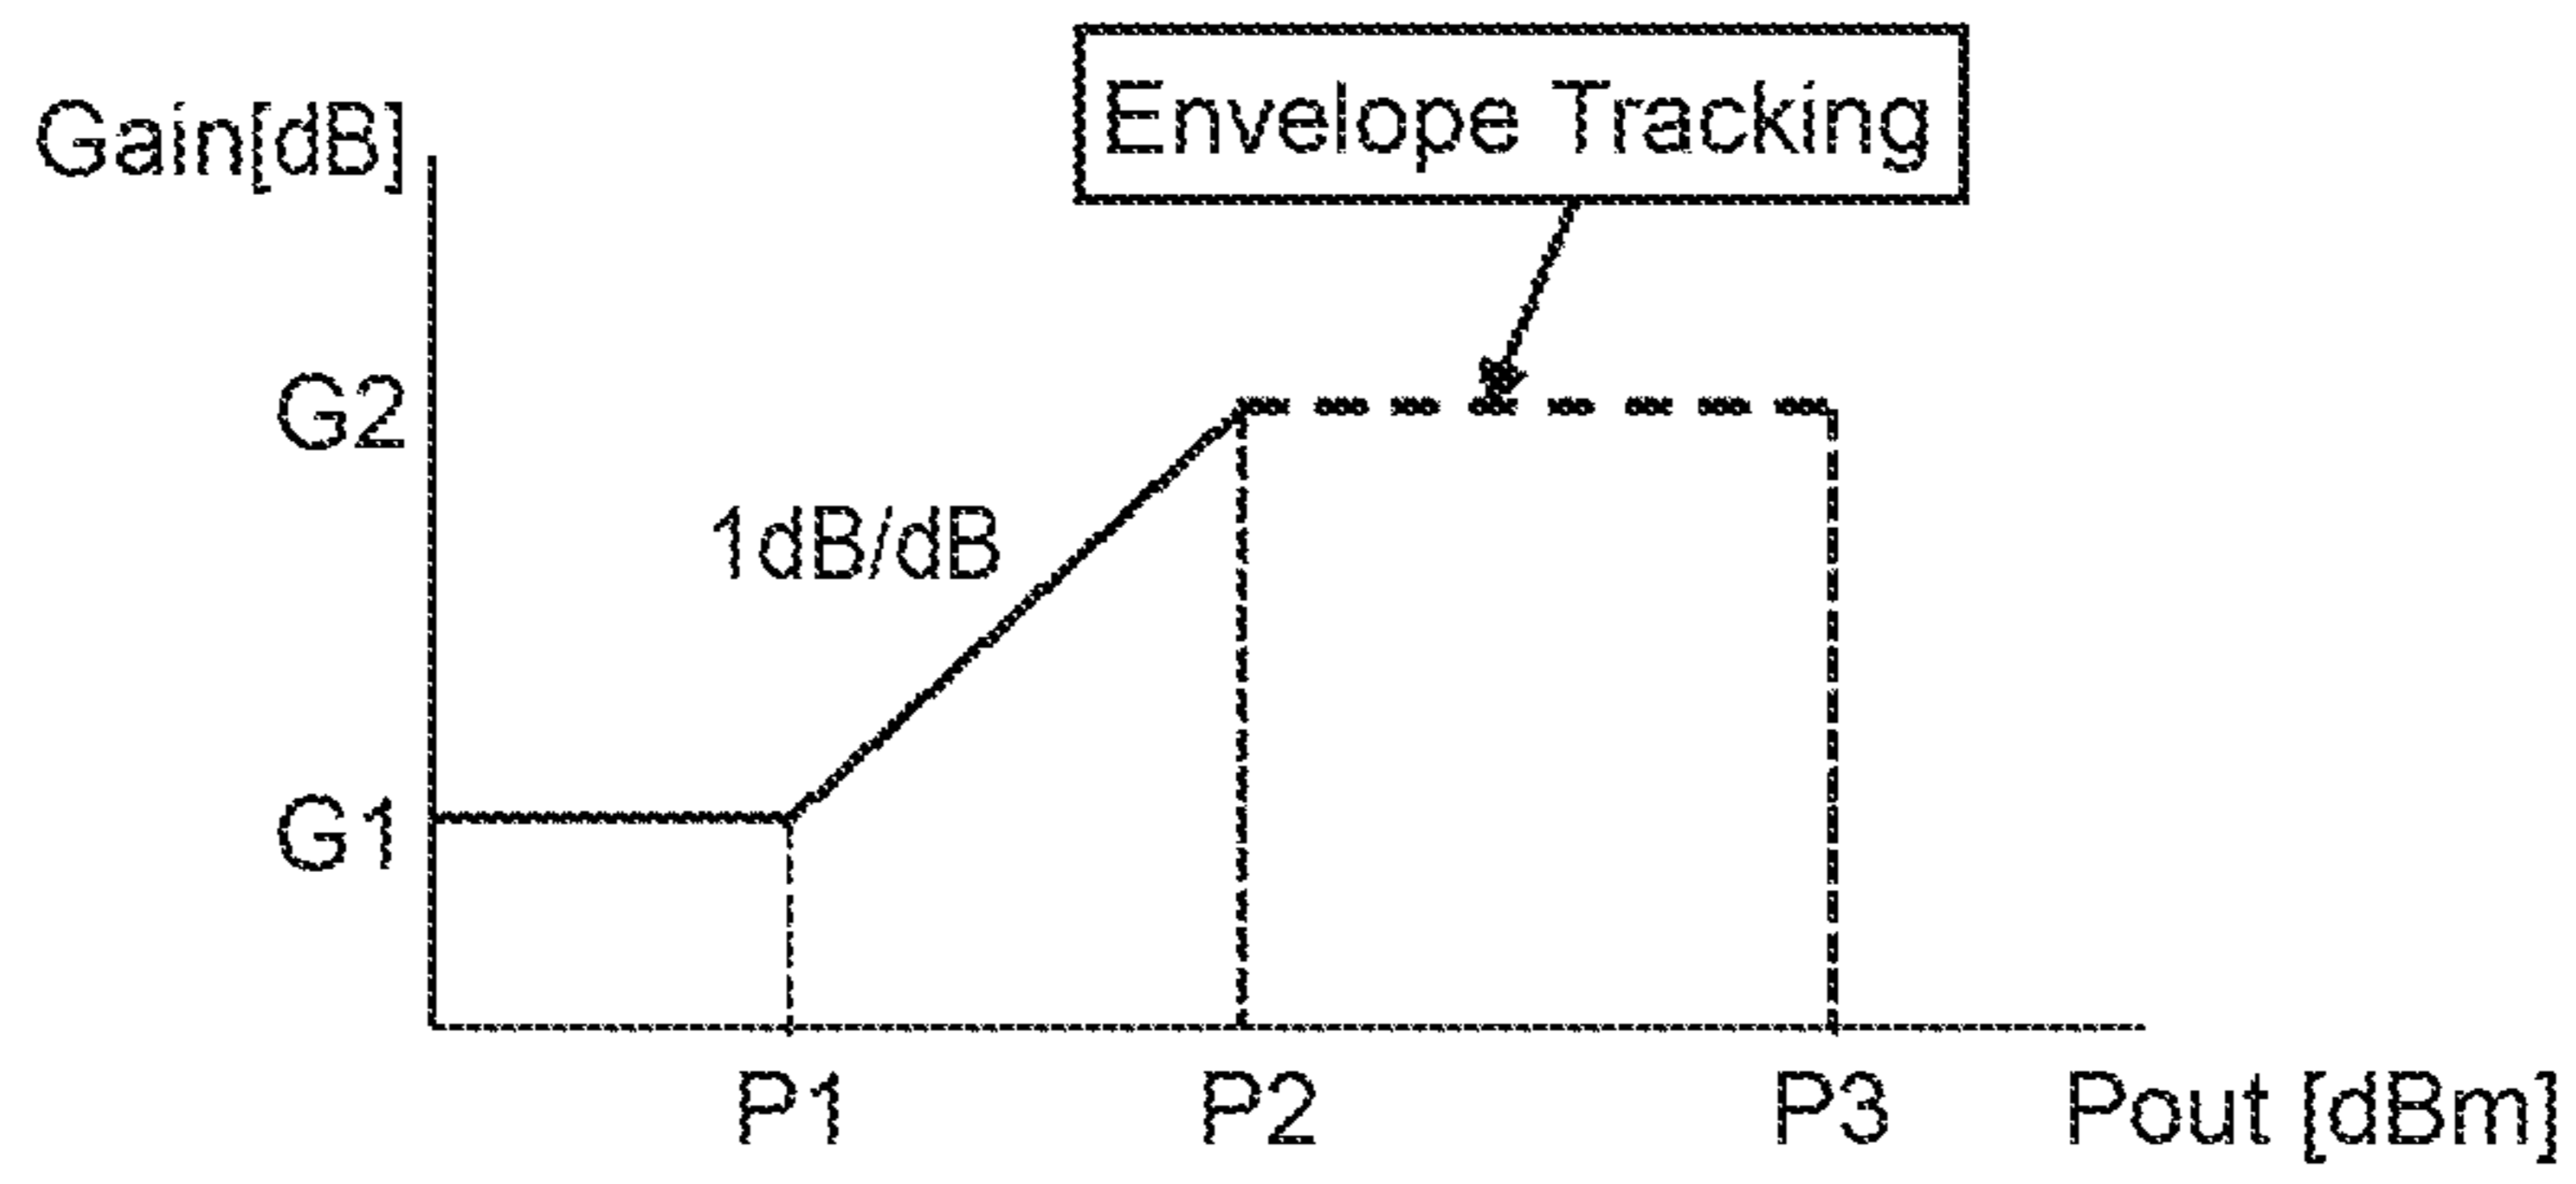 Envelope Tracking
Gain[dB]
G2
1dB/dB
G1
P1 P2 P3 Pout [dBm]